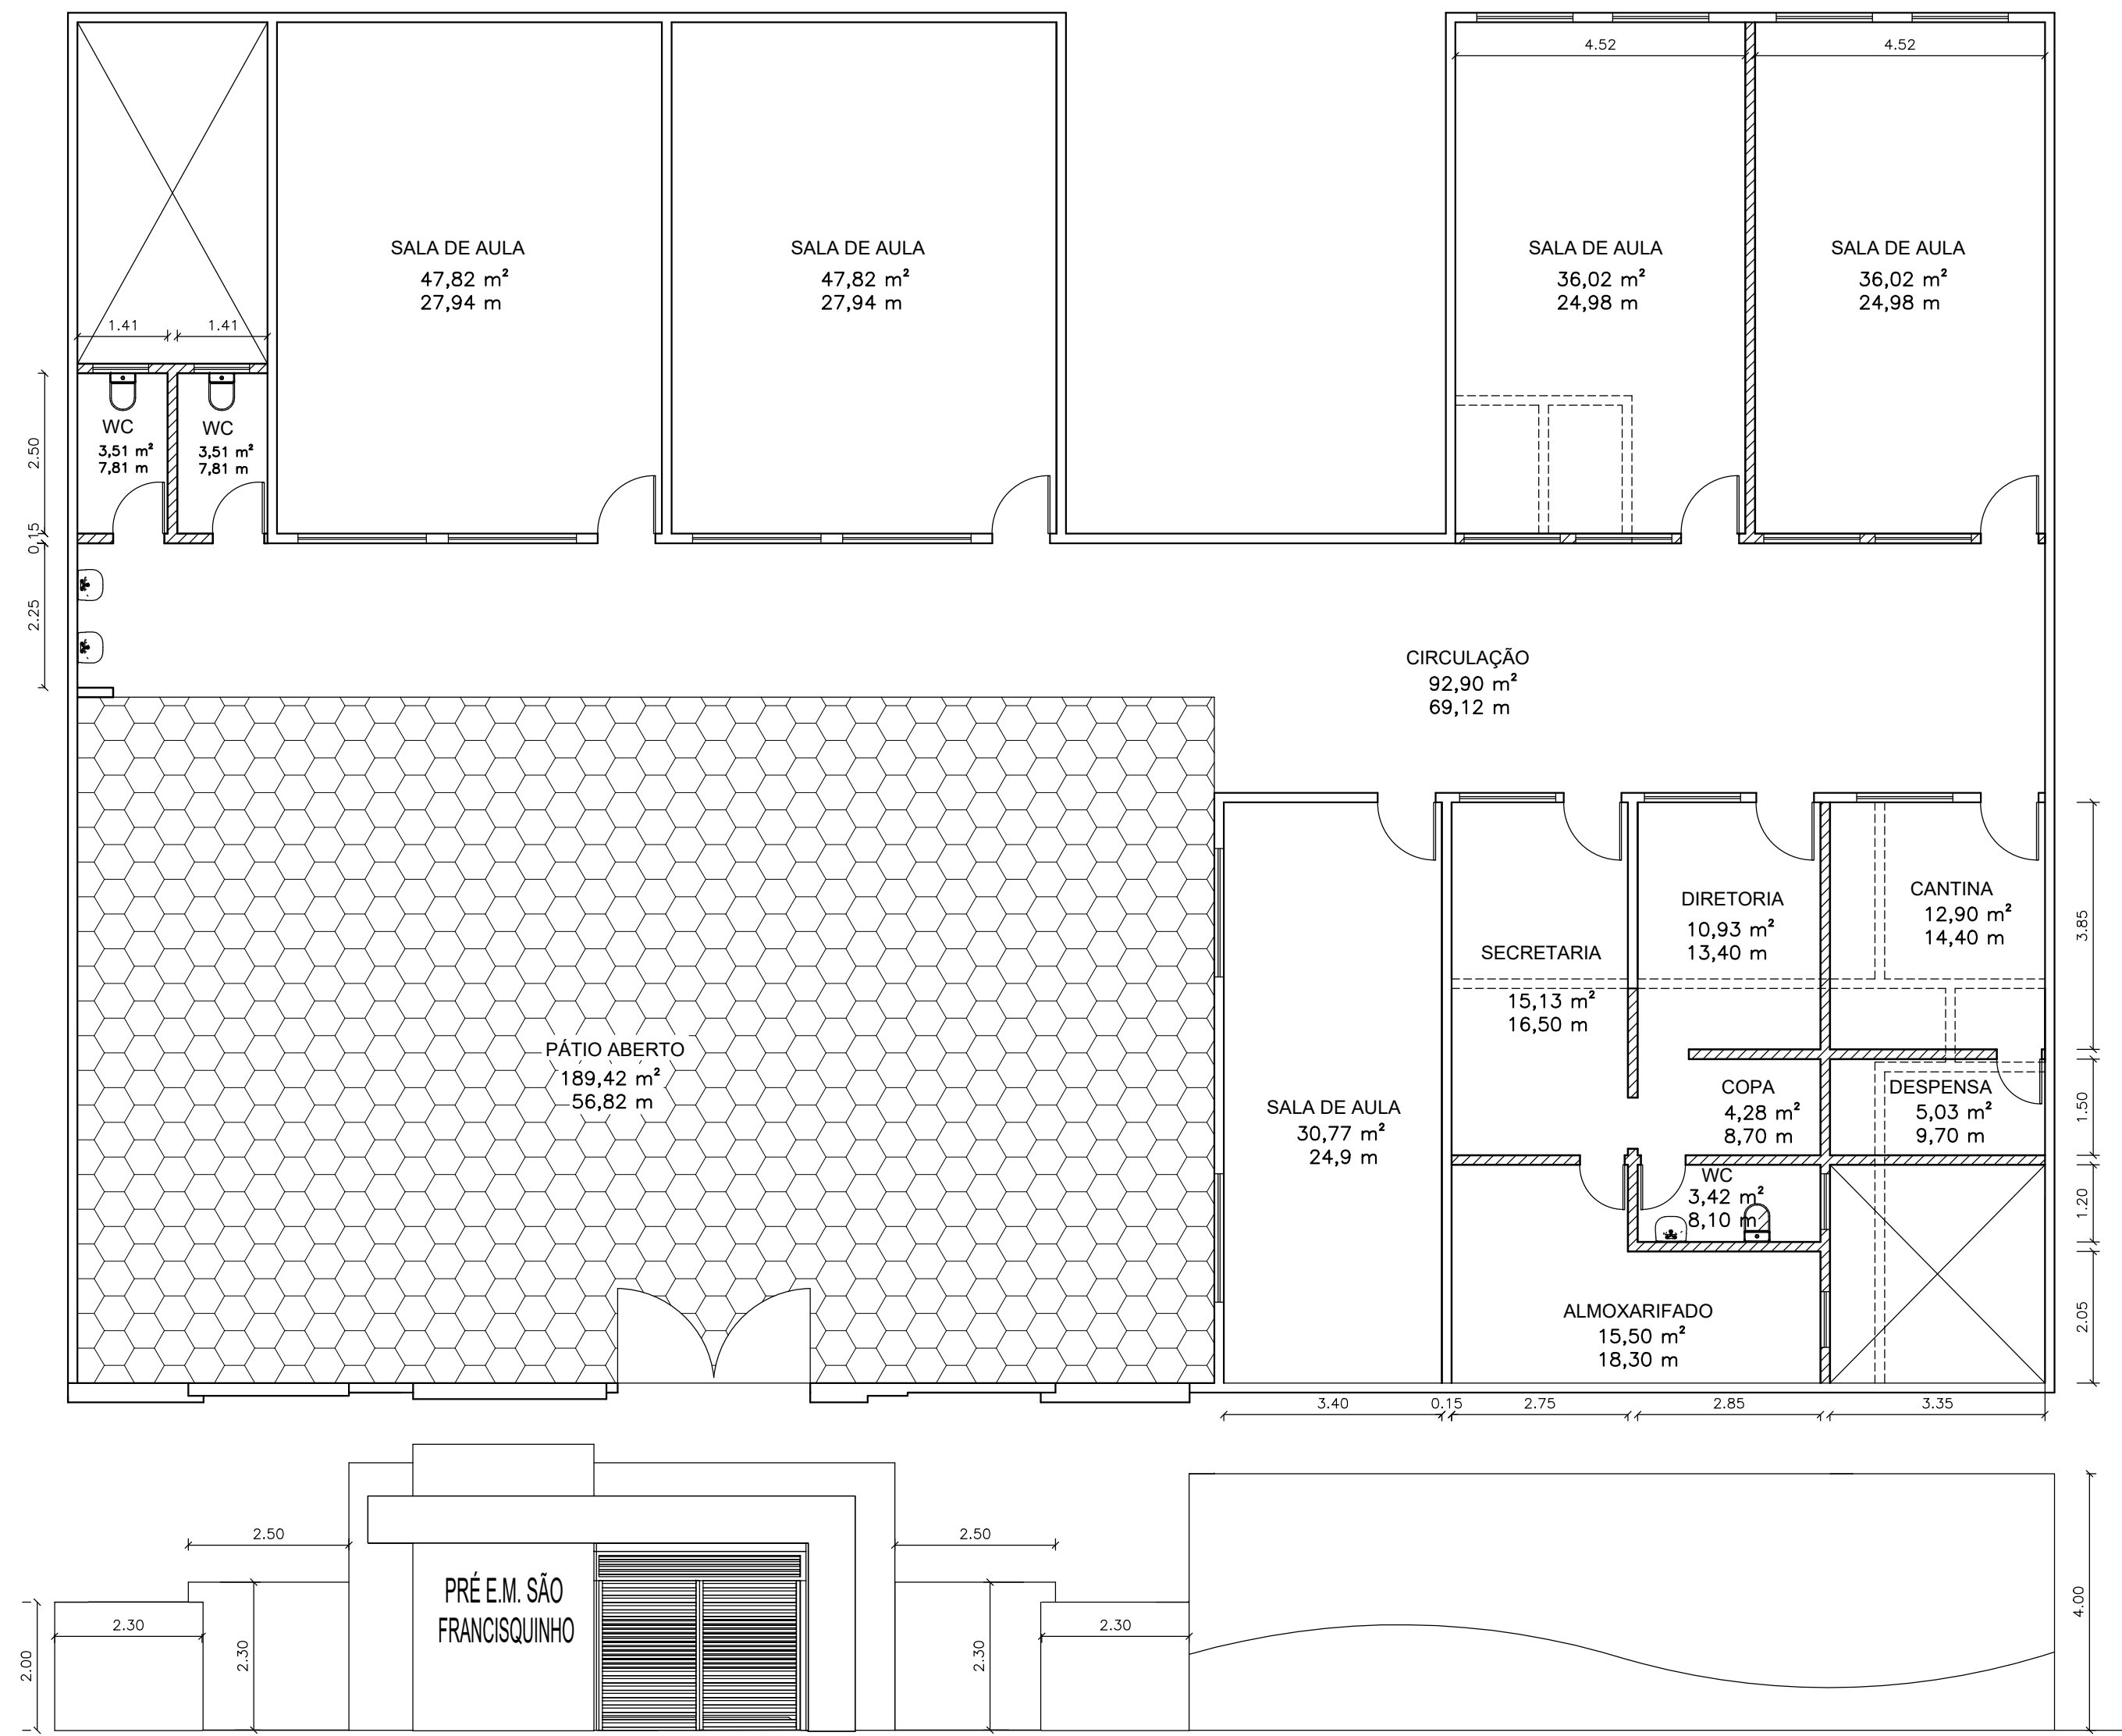 4.52
4.52
SALA DE AULA
47,82 m²
27,94 m
SALA DE AULA
47,82 m²
27,94 m
SALA DE AULA
36,02 m²
24,98 m
SALA DE AULA
36,02 m²
24,98 m
1.41
1.41
WC
3,51 m²
7,81 m
WC
3,51 m²
7,81 m
2.50
0.15
2.25
CIRCULAÇÃO
92,90 m²
69,12 m
PÁTIO ABERTO
189,42 m²
56,82 m
SALA DE AULA
30,77 m²
24,9 m
SECRETARIA
15,13 m²
16,50 m
DIRETORIA
10,93 m²
13,40 m
CANTINA
12,90 m²
14,40 m
COPA
4,28 m²
8,70 m
DESPENSA
5,03 m²
9,70 m
WC
3,42 m²
8,10 m
ALMOXARIFADO
15,50 m²
18,30 m
3.85
1.50
1.20
2.05
3.40
0.15
2.75
2.85
3.35
2.50
2.50
PRÉ E.M. SÃO
FRANCISQUINHO
2.30
2.00
2.30
2.30
2.30
4.00